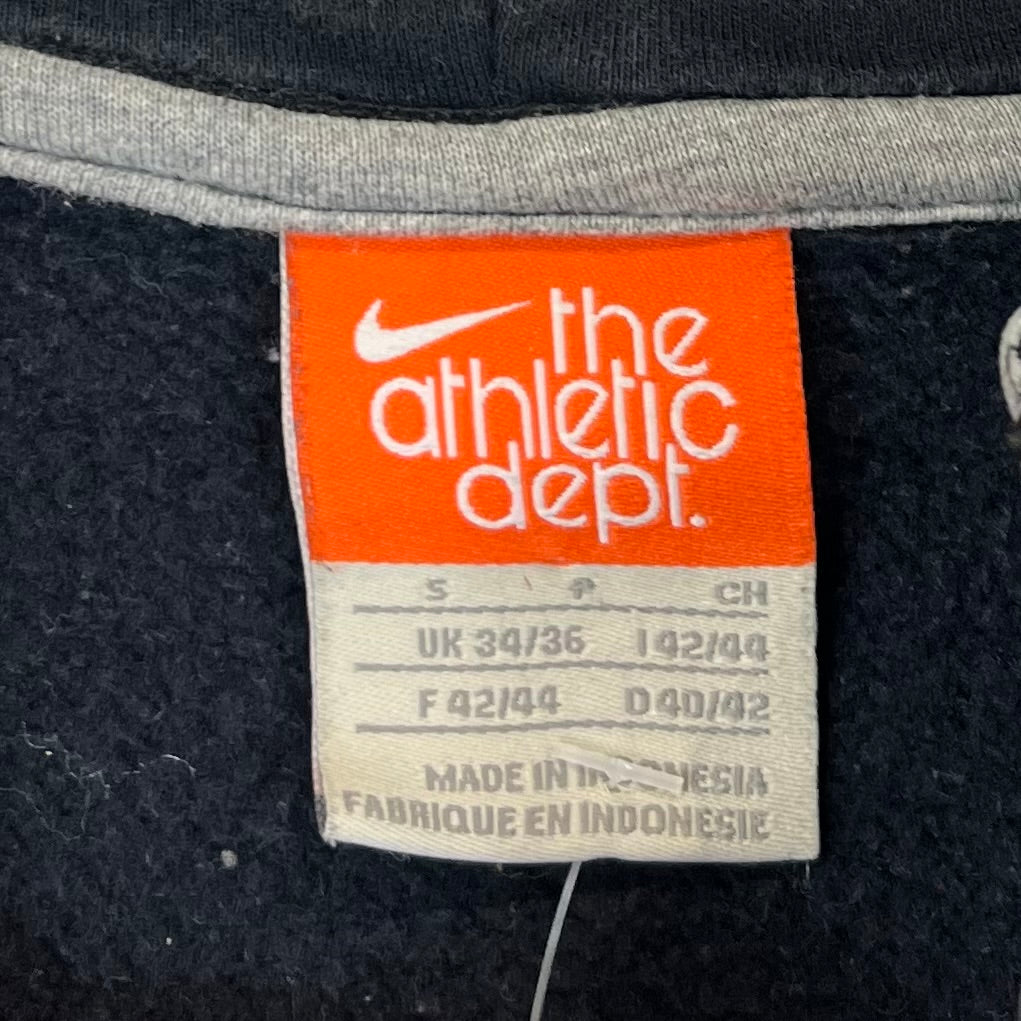 the
athletic
dept.
S P CH
UK 34/36 I 42/44
F 42/44 D 40/42
MADE IN INDONESIA
FABRIQUE EN INDONESIE